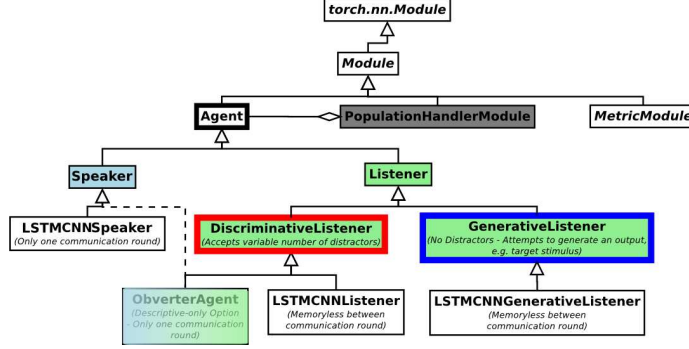 torch.nn.Module
Module
Agent
PopulationHandlerModule
MetricModule
Speaker
Listener
LSTMCNNSpeaker
(Only one communication round)
DiscriminativeListener
(Accepts variable number of distractors)
GenerativeListener
(No Distractors - Attempts to generate an output,
e.g. target stimulus)
ObverterAgent
(Descriptive-only Option
- Only one communication
round)
LSTMCNNListener
(Memoryless between
communication round)
LSTMCNNGenerativeListener
(Memoryless between
communication round)